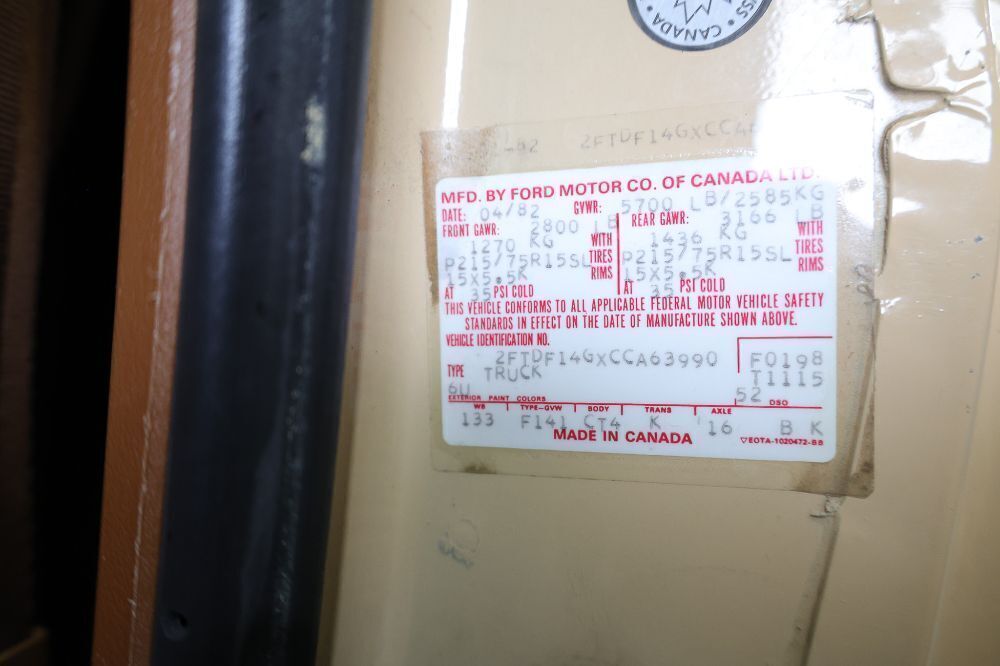 CANADA
L82 2FTDF14GXCCA6
MFD. BY FORD MOTOR CO. OF CANADA LTD.
DATE: 04/82 GVWR: 5700 LB/2585KG
FRONT GAWR: 2800 LB REAR GAWR: 3166 LB
1270 KG WITH 1436 KG WITH
P215/75R15SL TIRES P215/75R15SL TIRES
15X5.5K RIMS 15X5.5K RIMS
AT 35 PSI COLD AT 35 PSI COLD
THIS VEHICLE CONFORMS TO ALL APPLICABLE FEDERAL MOTOR VEHICLE SAFETY
STANDARDS IN EFFECT ON THE DATE OF MANUFACTURE SHOWN ABOVE.
VEHICLE IDENTIFICATION NO.
2FTDF14GXCCA63990 F0198
TYPE TRUCK T1115
6U 52
EXTERIOR PAINT COLORS DSO
WB TYPE-GVW BODY TRANS AXLE
133 F141 CT4 K 16 B K
MADE IN CANADA ▽EOTA-1020472-BB